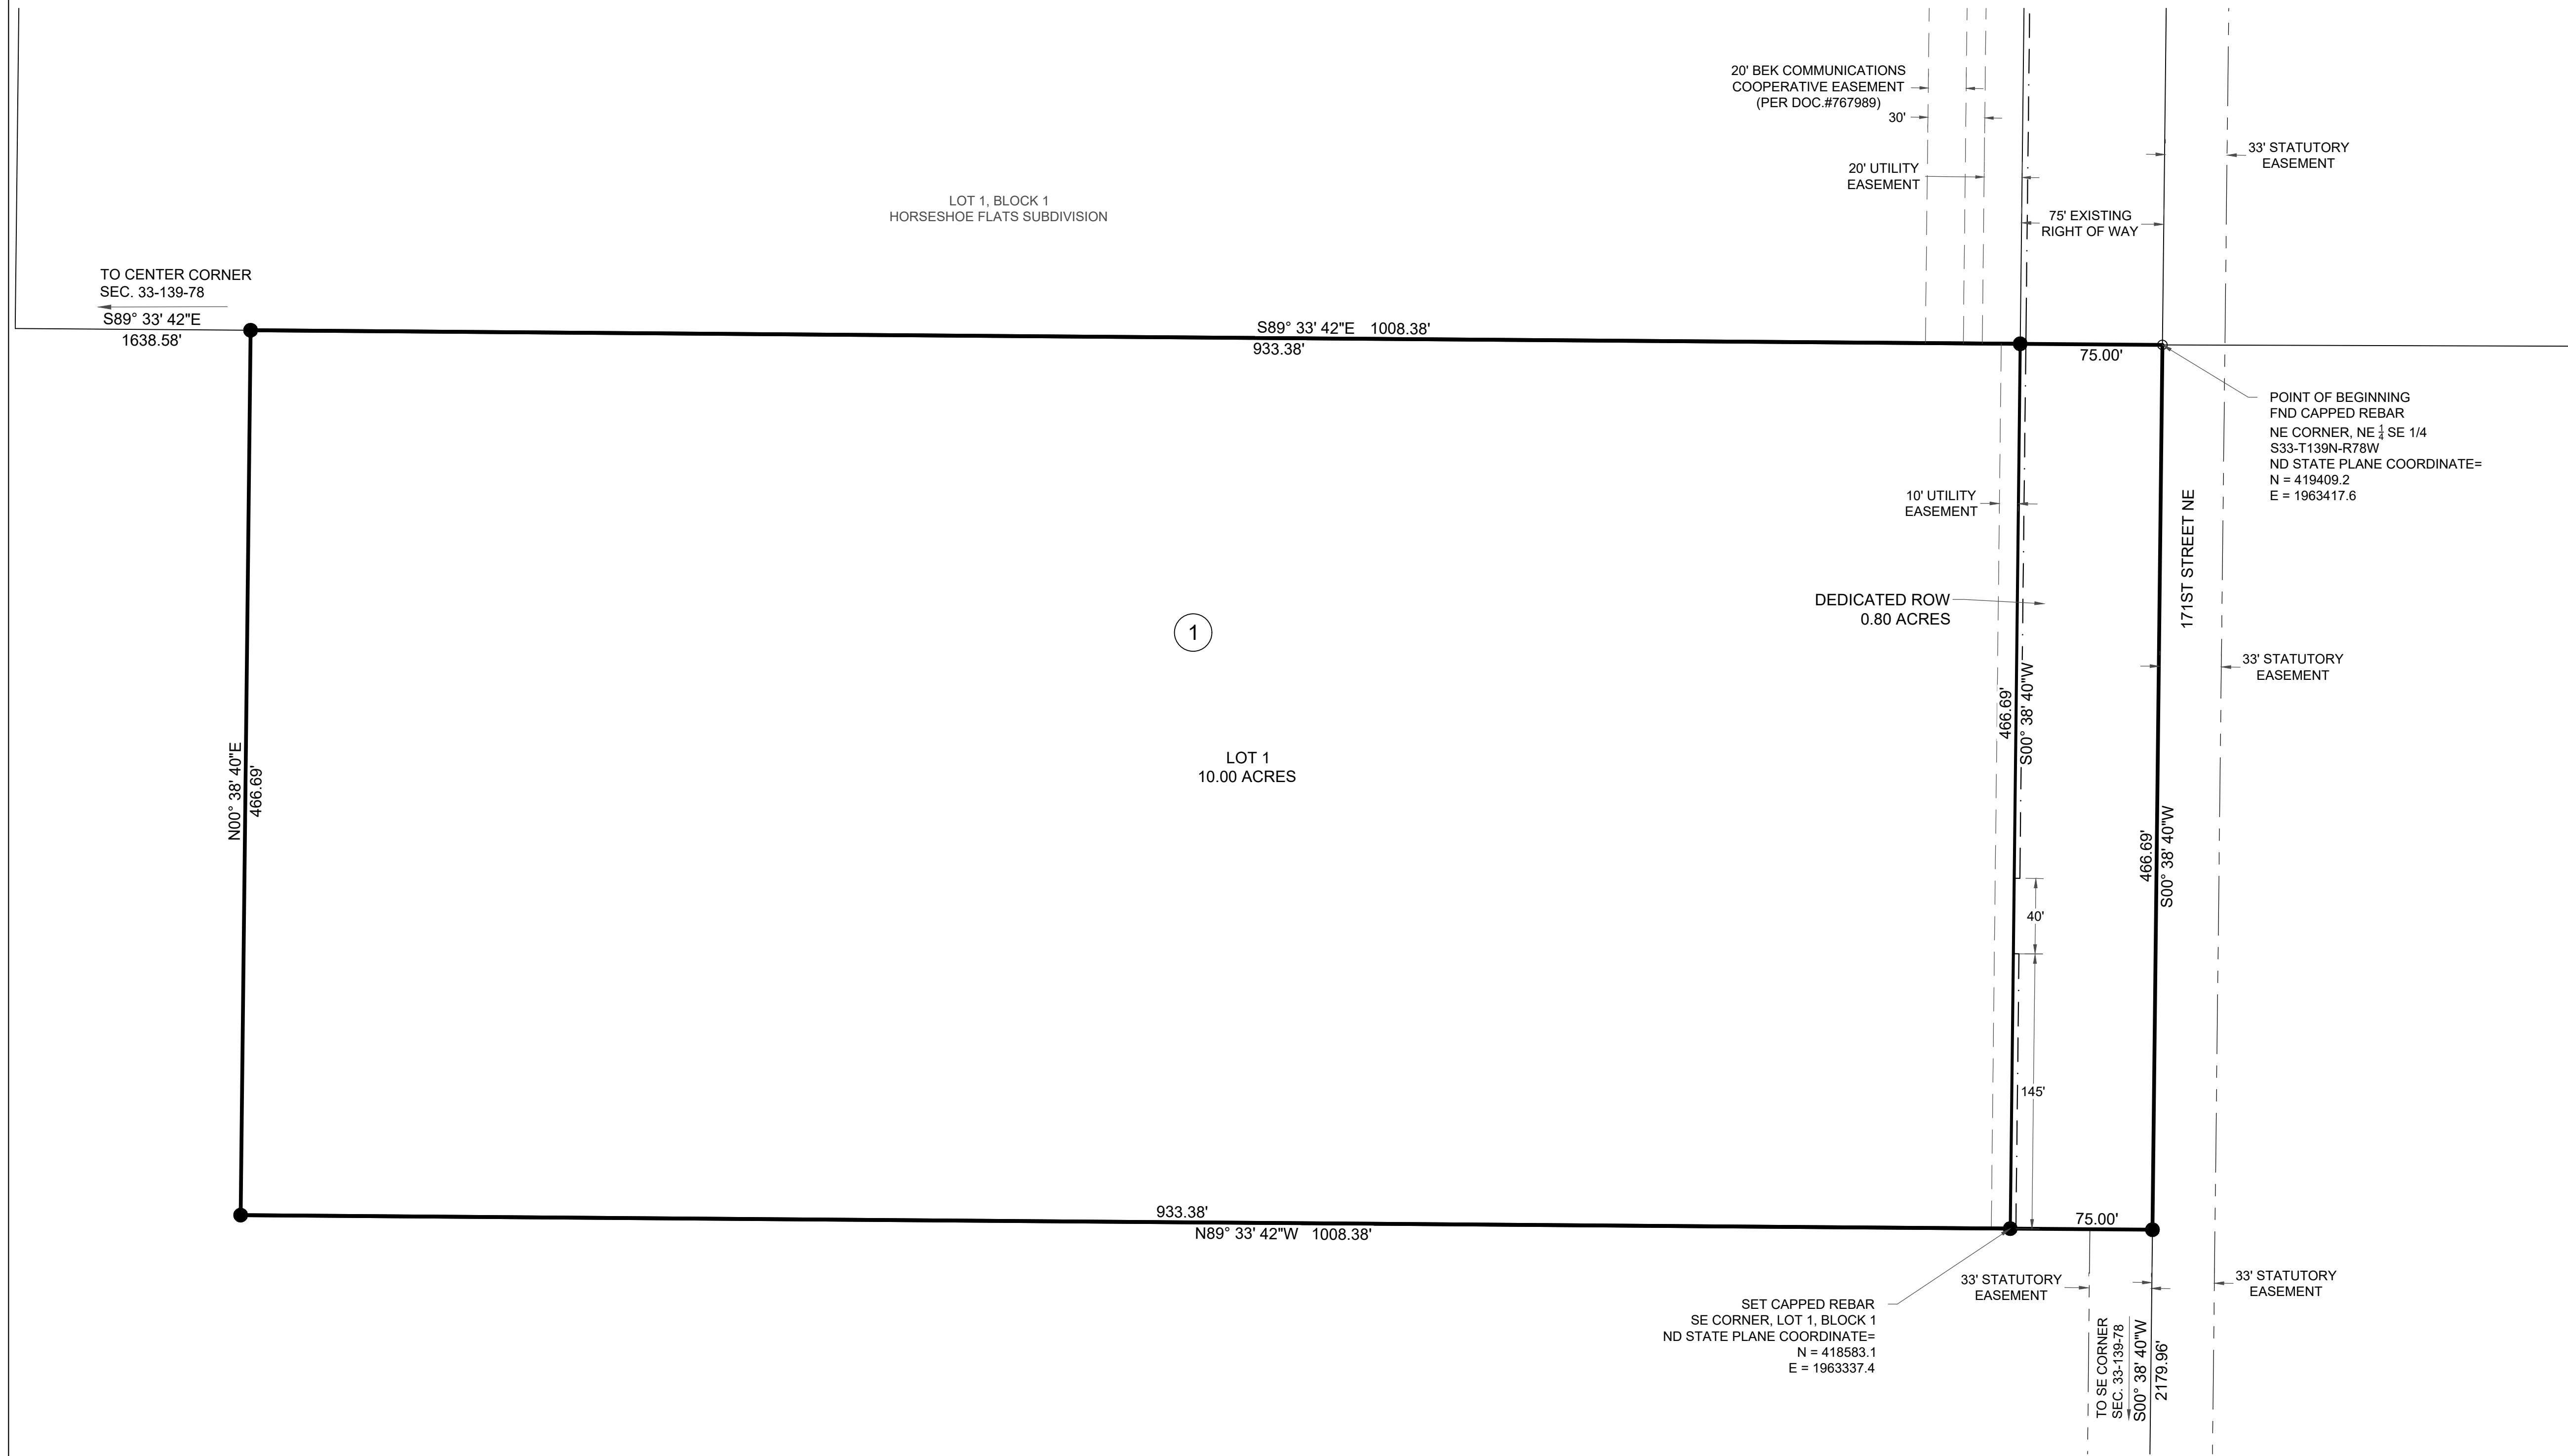 20' BEK COMMUNICATIONS
COOPERATIVE EASEMENT
(PER DOC.#767989)
30'
33' STATUTORY
EASEMENT
20' UTILITY
EASEMENT
LOT 1, BLOCK 1
HORSESHOE FLATS SUBDIVISION
75' EXISTING
RIGHT OF WAY
TO CENTER CORNER
SEC. 33-139-78
S89° 33' 42"E
1638.58'
S89° 33' 42"E 1008.38'
933.38'
75.00'
POINT OF BEGINNING
FND CAPPED REBAR
NE CORNER, NE 1/4 SE 1/4
S33-T139N-R78W
ND STATE PLANE COORDINATE=
N = 419409.2
E = 1963417.6
10' UTILITY
EASEMENT
171ST STREET NE
DEDICATED ROW
0.80 ACRES
1
33' STATUTORY
EASEMENT
466.69'
S00° 38' 40"W
LOT 1
10.00 ACRES
N00° 38' 40"E
466.69'
466.69'
S00° 38' 40"W
40'
145'
933.38'
N89° 33' 42"W 1008.38'
75.00'
33' STATUTORY
EASEMENT
33' STATUTORY
EASEMENT
SET CAPPED REBAR
SE CORNER, LOT 1, BLOCK 1
ND STATE PLANE COORDINATE=
N = 418583.1
E = 1963337.4
TO SE CORNER
SEC. 33-139-78
S00° 38' 40"W
2179.96'